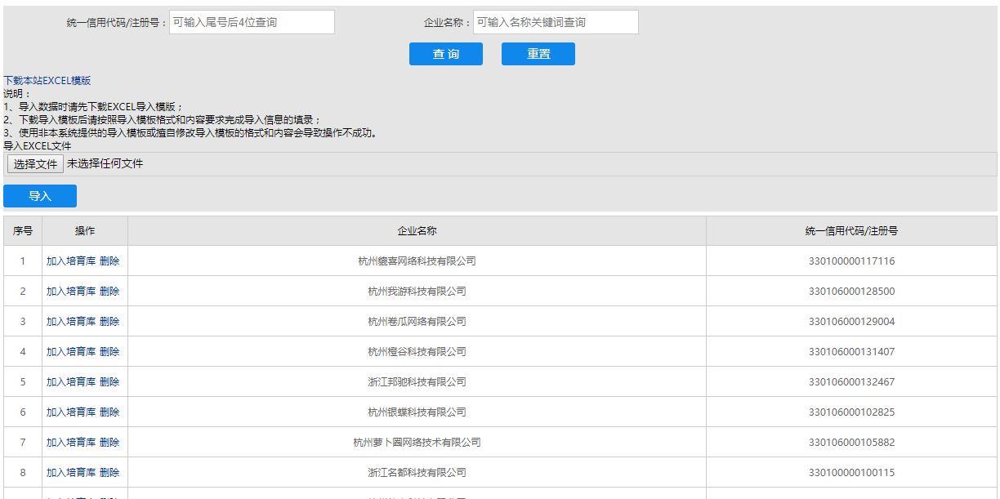 统一信用代码/注册号： 可输入尾号后4位查询 企业名称： 可输入名称关键词查询
查 询 重置
下载本站EXCEL模版
说明：
1、导入数据时请先下载EXCEL导入模版；
2、下载导入模板后请按照导入模板格式和内容要求完成导入信息的填录；
3、使用非本系统提供的导入模板或擅自修改导入模板的格式和内容会导致操作不成功。
导入EXCEL文件
选择文件 未选择任何文件
导入
序号 操作 企业名称 统一信用代码/注册号
1 加入培育库 删除 杭州貔喜网络科技有限公司 330100000117116
2 加入培育库 删除 杭州我游科技有限公司 330106000128500
3 加入培育库 删除 杭州卷瓜网络有限公司 330106000129004
4 加入培育库 删除 杭州橙谷科技有限公司 330106000131407
5 加入培育库 删除 浙江邦驰科技有限公司 330106000132467
6 加入培育库 删除 杭州银蝶科技有限公司 330106000102825
7 加入培育库 删除 杭州萝卜圈网络技术有限公司 330106000105882
8 加入培育库 删除 浙江名都科技有限公司 330100000100115